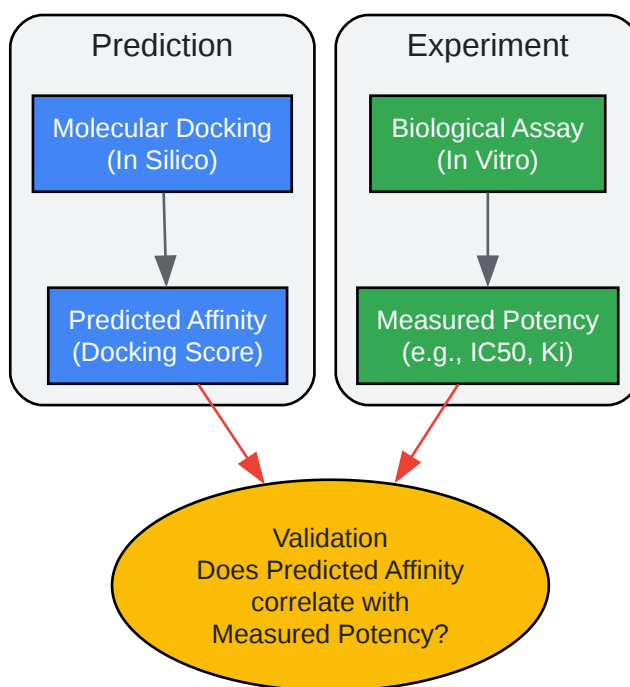 Prediction
Molecular Docking
(In Silico)
Predicted Affinity
(Docking Score)
Experiment
Biological Assay
(In Vitro)
Measured Potency
(e.g., IC50, Ki)
Validation
Does Predicted Affinity
correlate with
Measured Potency?